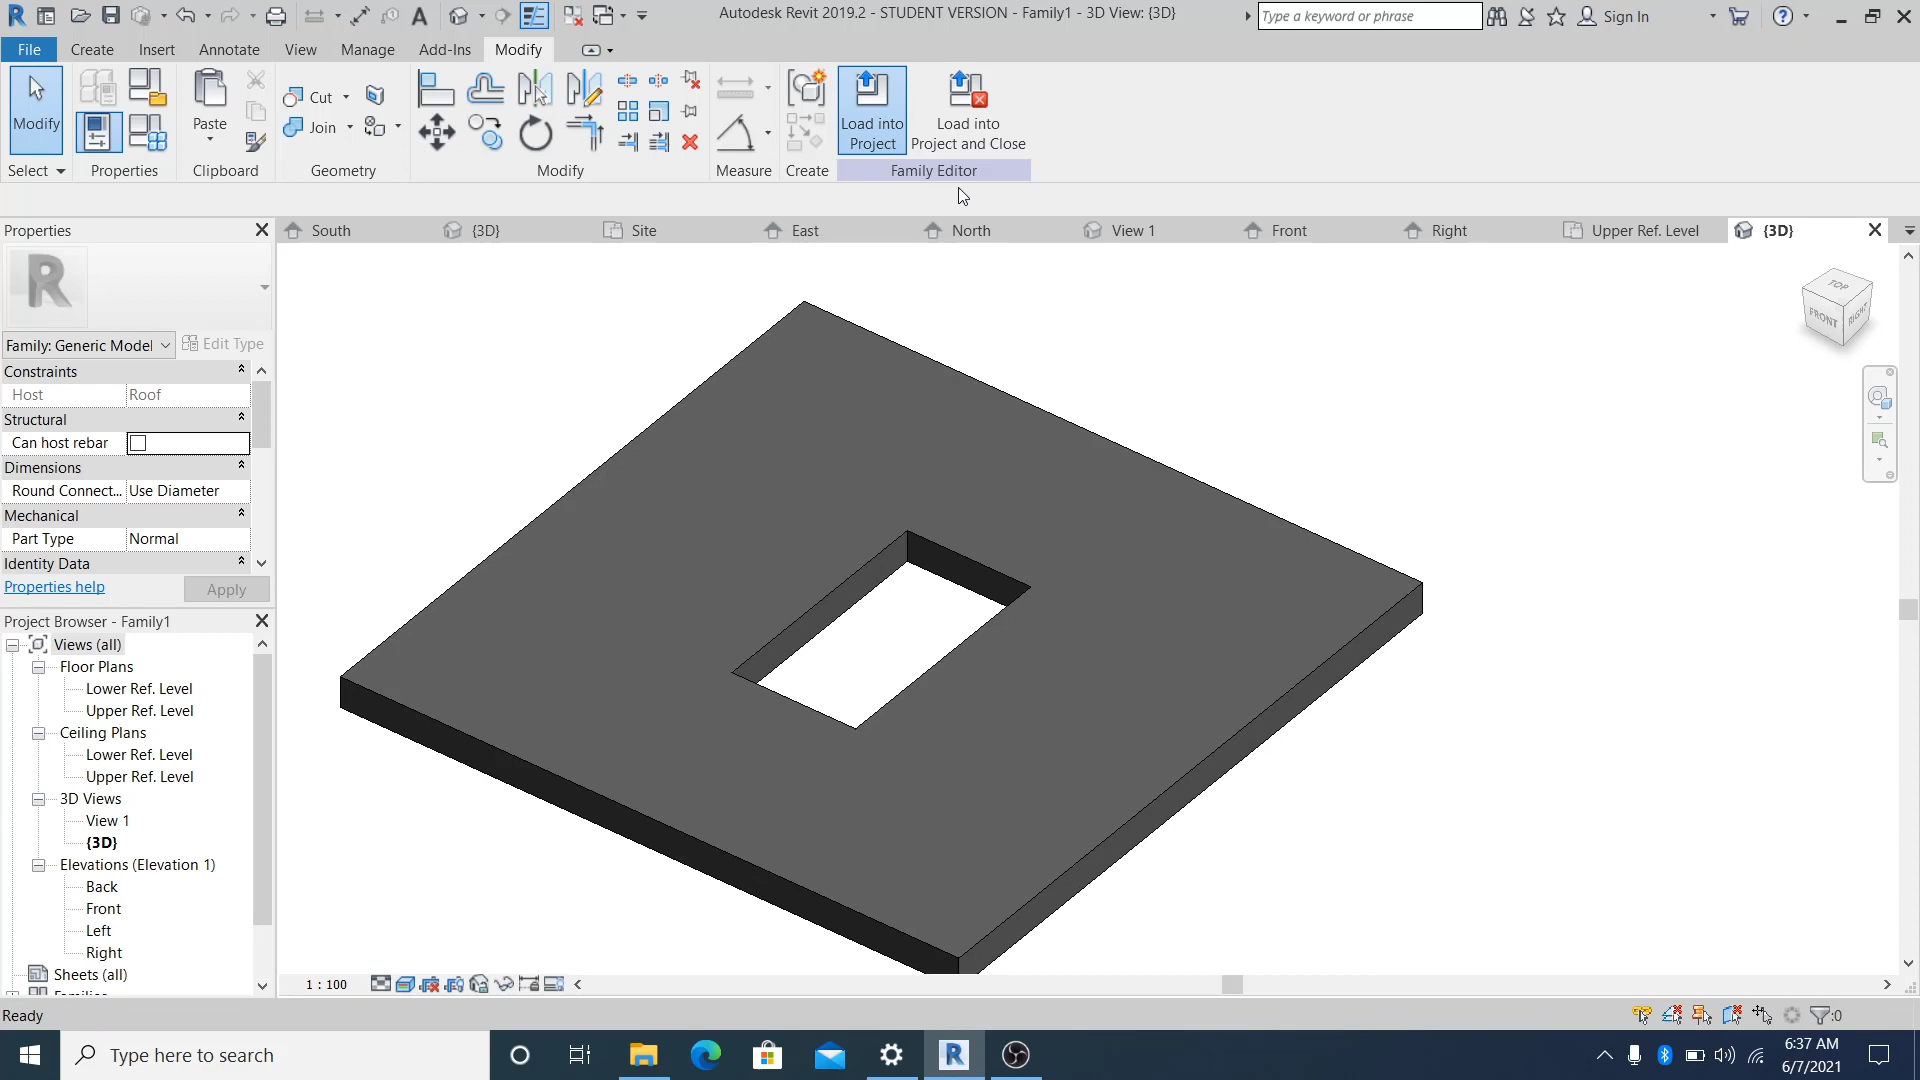 Autodesk Revit 2019.2 - STUDENT VERSION - Family1 - 3D View: {3D}
Type a keyword or phrase
Sign In
File
Create
Insert
Annotate
View
Manage
Add-Ins
Modify
Modify
Paste
Cut
Join
Load into
Project
Load into
Project and Close
Select
Properties
Clipboard
Geometry
Modify
Measure
Create
Family Editor
Properties
South
{3D}
Site
East
North
View 1
Front
Right
Upper Ref. Level
{3D}
R
Family: Generic Model
Edit Type
Constraints
Host
Roof
Structural
Can host rebar
Dimensions
Round Connect...
Use Diameter
Mechanical
Part Type
Normal
Identity Data
Properties help
Apply
TOP
FRONT
RIGHT
Project Browser - Family1
Views (all)
Floor Plans
Lower Ref. Level
Upper Ref. Level
Ceiling Plans
Lower Ref. Level
Upper Ref. Level
3D Views
View 1
{3D}
Elevations (Elevation 1)
Back
Front
Left
Right
Sheets (all)
1 : 100
Ready
:0
Type here to search
6:37 AM
6/7/2021